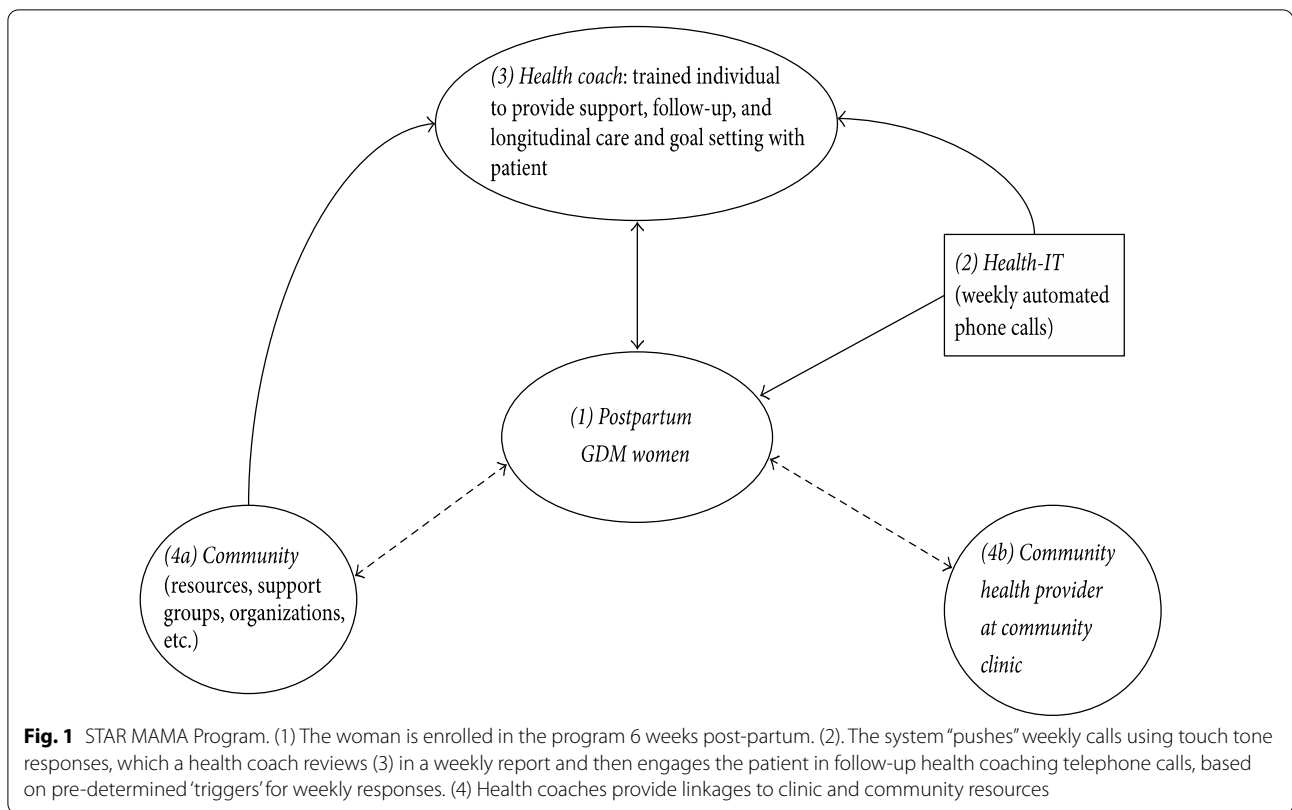 (3) Health coach: trained individual
to provide support, follow-up, and
longitudinal care and goal setting with
patient
(2) Health-IT
(weekly automated
phone calls)
(1) Postpartum
GDM women
(4a) Community
(resources, support
groups, organizations,
etc.)
(4b) Community
health provider
at community
clinic
Fig. 1 STAR MAMA Program. (1) The woman is enrolled in the program 6 weeks post-partum. (2). The system “pushes” weekly calls using touch tone
responses, which a health coach reviews (3) in a weekly report and then engages the patient in follow-up health coaching telephone calls, based
on pre-determined ‘triggers’ for weekly responses. (4) Health coaches provide linkages to clinic and community resources